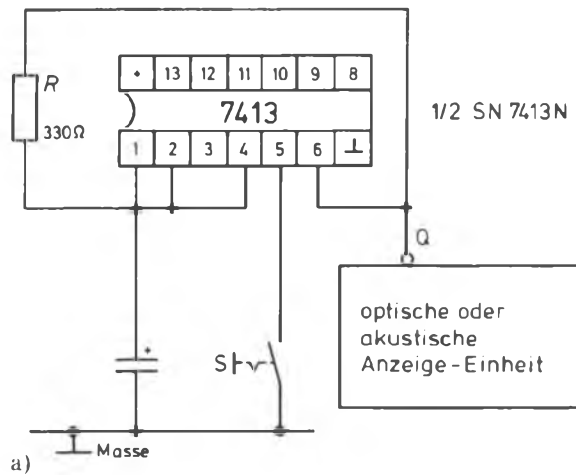 R
330Ω
+ 13 12 11 10 9 8
7413
1 2 3 4 5 6 ⊥
1/2 SN 7413N
Q
optische oder
akustische
Anzeige-Einheit
+
S
Masse
a)